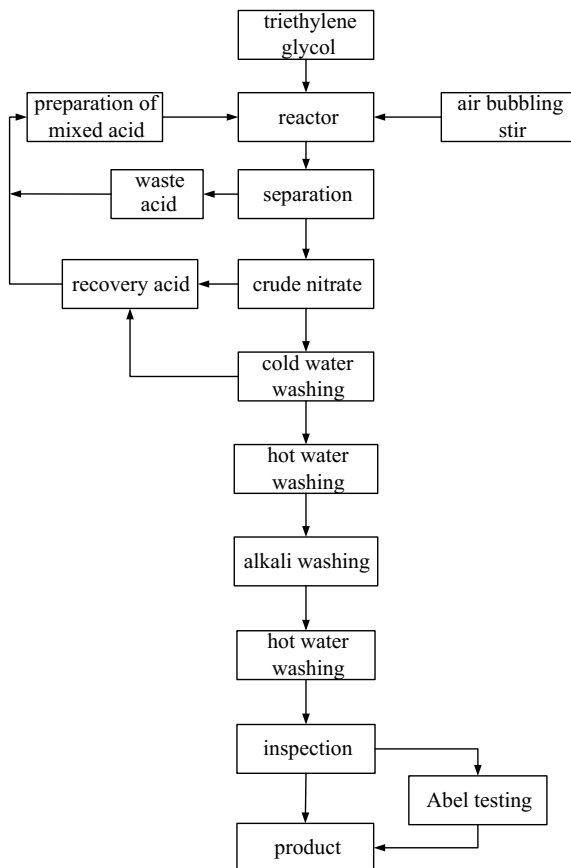 triethylene
glycol
preparation of
mixed acid
reactor
air bubbling
stir
waste
acid
separation
recovery acid
crude nitrate
cold water
washing
hot water
washing
alkali washing
hot water
washing
inspection
Abel testing
product